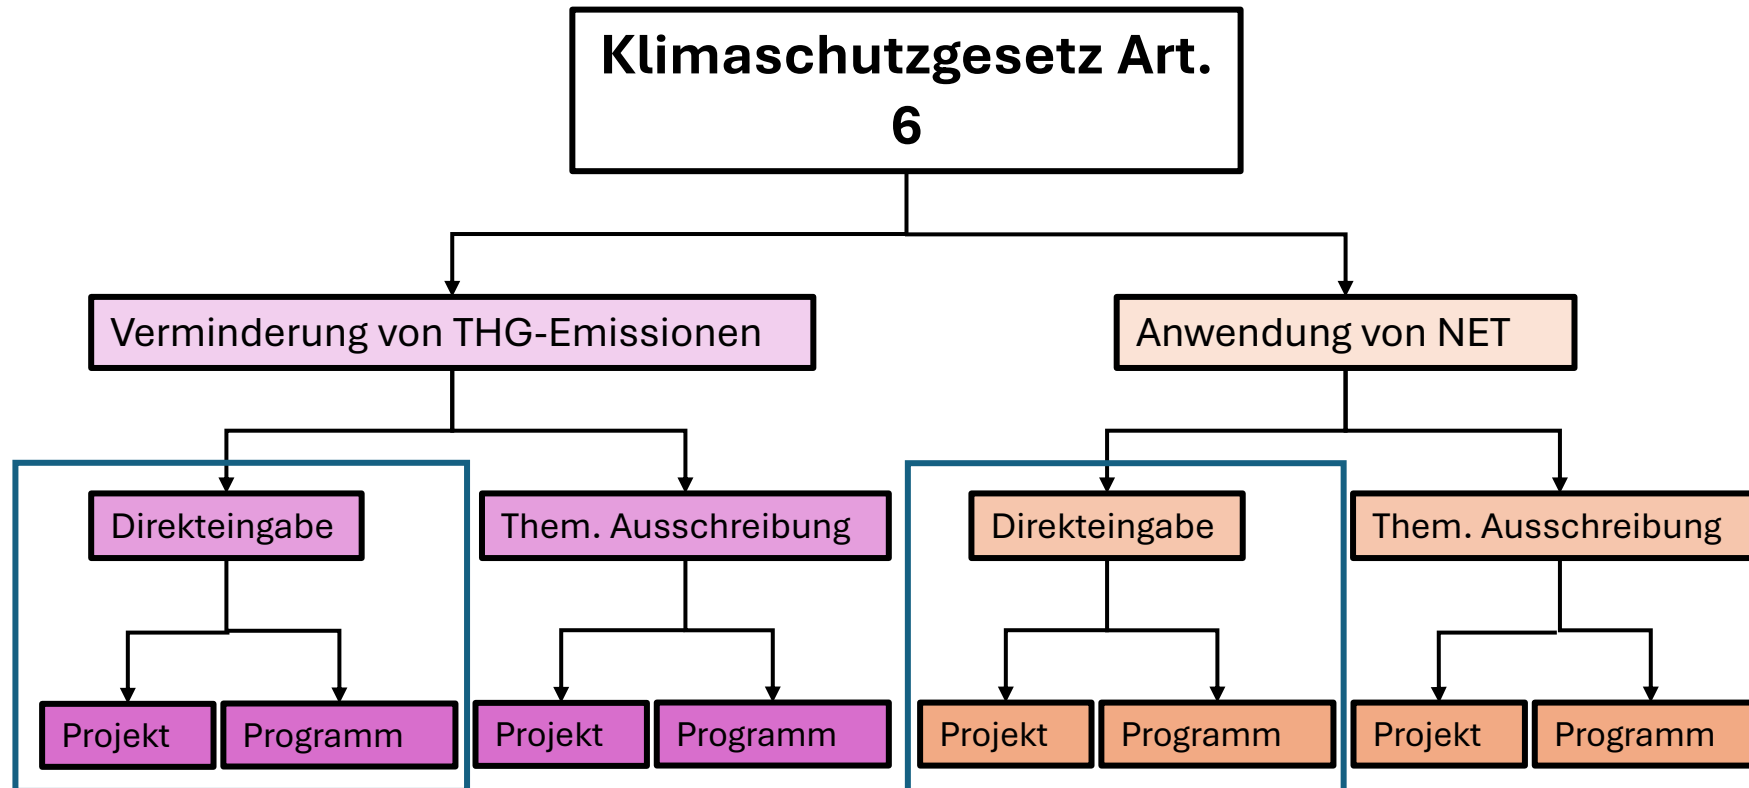 Klimaschutzgesetz Art.
6
Verminderung von THG-Emissionen
Anwendung von NET
Direkteingabe
Them. Ausschreibung
Direkteingabe
Them. Ausschreibung
Projekt
Programm
Projekt
Programm
Projekt
Programm
Projekt
Programm